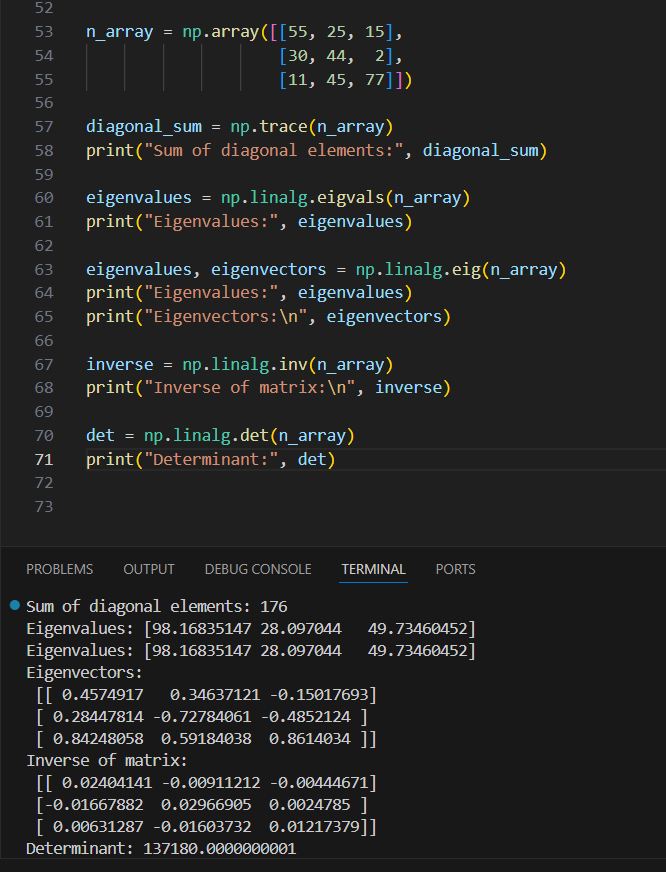 52
53 n_array = np.array([[55, 25, 15],
54 [30, 44, 2],
55 [11, 45, 77]])
56
57 diagonal_sum = np.trace(n_array)
58 print("Sum of diagonal elements:", diagonal_sum)
59
60 eigenvalues = np.linalg.eigvals(n_array)
61 print("Eigenvalues:", eigenvalues)
62
63 eigenvalues, eigenvectors = np.linalg.eig(n_array)
64 print("Eigenvalues:", eigenvalues)
65 print("Eigenvectors:\n", eigenvectors)
66
67 inverse = np.linalg.inv(n_array)
68 print("Inverse of matrix:\n", inverse)
69
70 det = np.linalg.det(n_array)
71 print("Determinant:", det)
72
73
PROBLEMS OUTPUT DEBUG CONSOLE TERMINAL PORTS
Sum of diagonal elements: 176
Eigenvalues: [98.16835147 28.097044   49.73460452]
Eigenvalues: [98.16835147 28.097044   49.73460452]
Eigenvectors:
[[ 0.4574917   0.34637121 -0.15017693]
[ 0.28447814 -0.72784061 -0.4852124 ]
[ 0.84248058  0.59184038  0.8614034 ]]
Inverse of matrix:
[[ 0.02404141 -0.00911212 -0.00444671]
[-0.01667882  0.02966905  0.0024785 ]
[ 0.00631287 -0.01603732  0.01217379]]
Determinant: 137180.0000000001